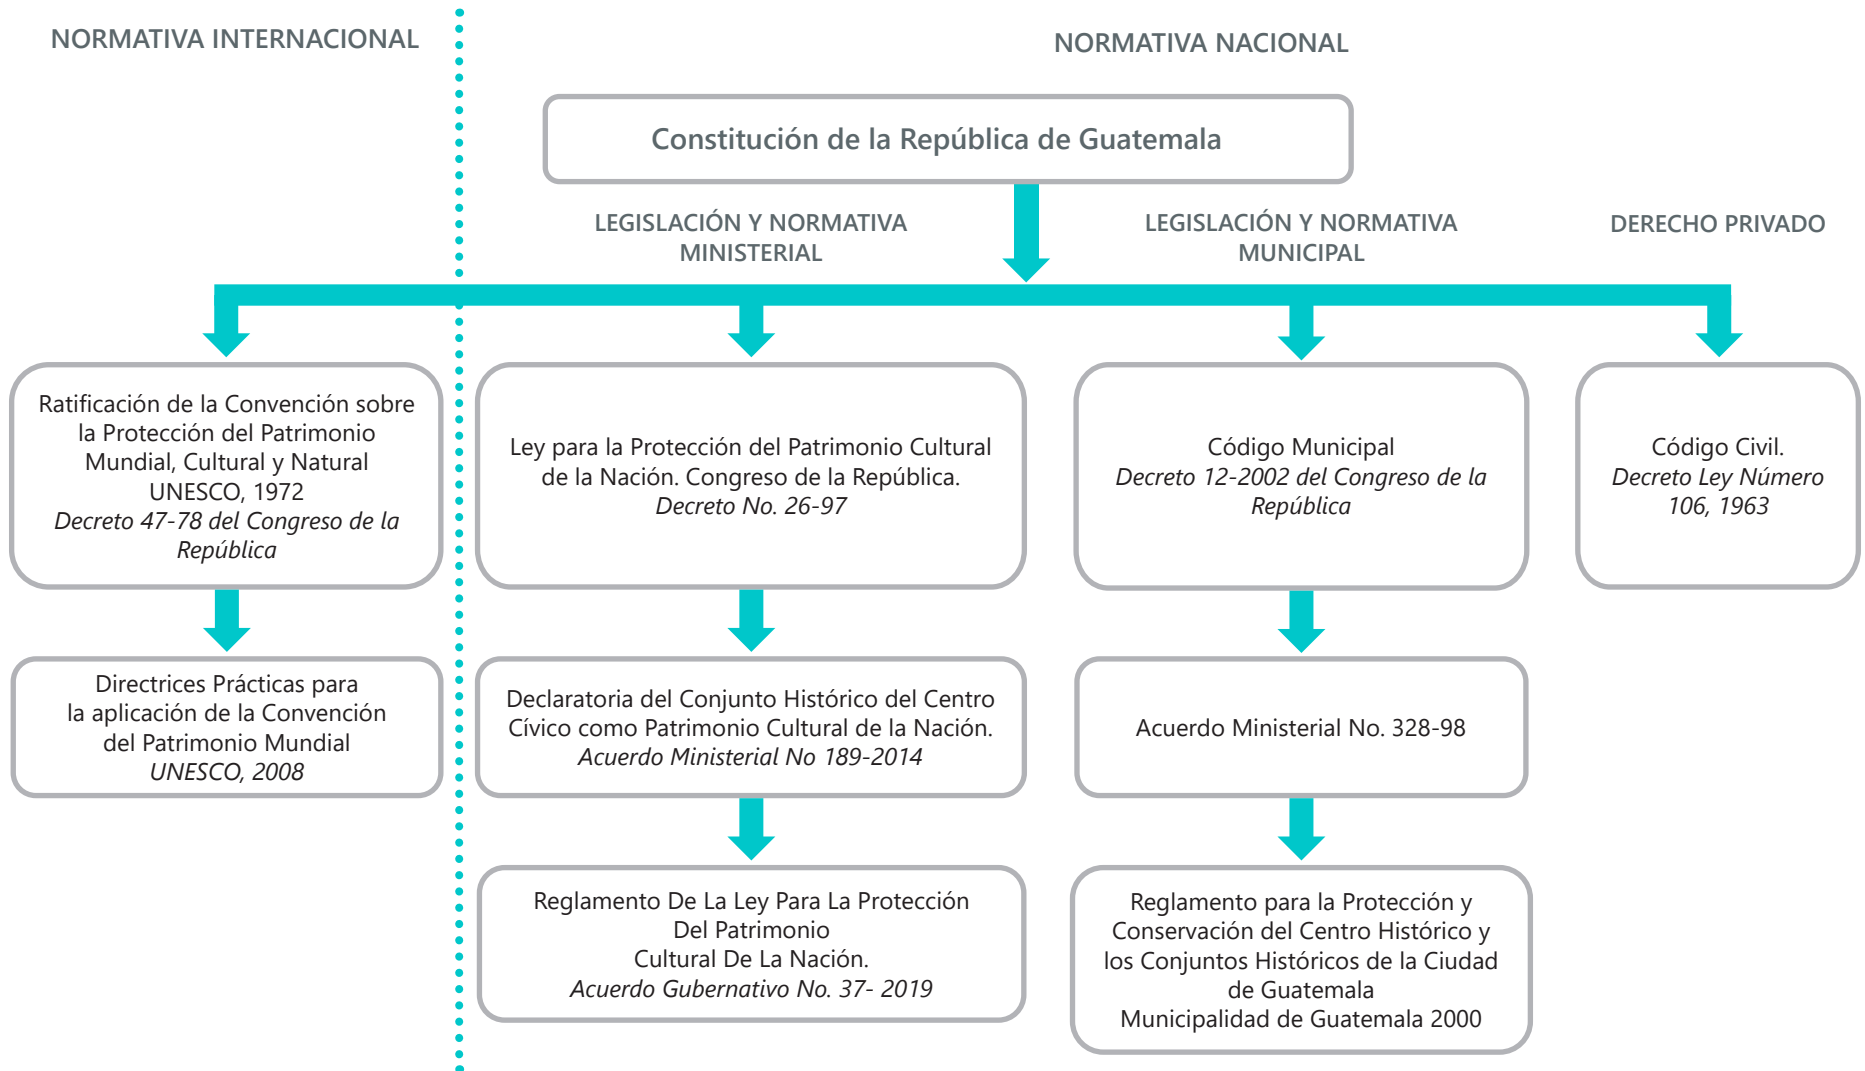 NORMATIVA INTERNACIONAL
NORMATIVA NACIONAL
Constitución de la República de Guatemala
LEGISLACIÓN Y NORMATIVA
MINISTERIAL
LEGISLACIÓN Y NORMATIVA
MUNICIPAL
DERECHO PRIVADO
Ratificación de la Convención sobre
la Protección del Patrimonio
Mundial, Cultural y Natural
UNESCO, 1972
Decreto 47-78 del Congreso de la
República
Ley para la Protección del Patrimonio Cultural
de la Nación. Congreso de la República.
Decreto No. 26-97
Código Municipal
Decreto 12-2002 del Congreso de la
República
Código Civil.
Decreto Ley Número
106, 1963
Directrices Prácticas para
la aplicación de la Convención
del Patrimonio Mundial
UNESCO, 2008
Declaratoria del Conjunto Histórico del Centro
Cívico como Patrimonio Cultural de la Nación.
Acuerdo Ministerial No 189-2014
Acuerdo Ministerial No. 328-98
Reglamento De La Ley Para La Protección
Del Patrimonio
Cultural De La Nación.
Acuerdo Gubernativo No. 37- 2019
Reglamento para la Protección y
Conservación del Centro Histórico y
los Conjuntos Históricos de la Ciudad
de Guatemala
Municipalidad de Guatemala 2000